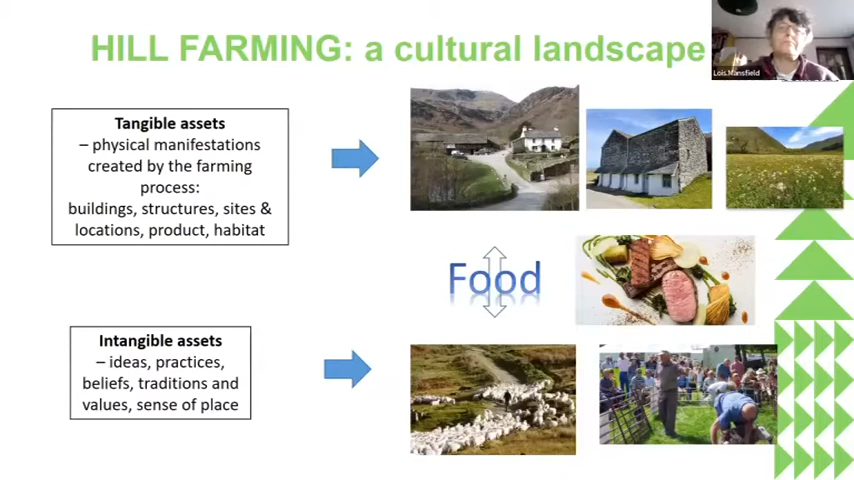 HILL FARMING: a cultural landscape
Lois Mansfield
Tangible assets
– physical manifestations
created by the farming
process:
buildings, structures, sites &
locations, product, habitat
Food
Intangible assets
– ideas, practices,
beliefs, traditions and
values, sense of place